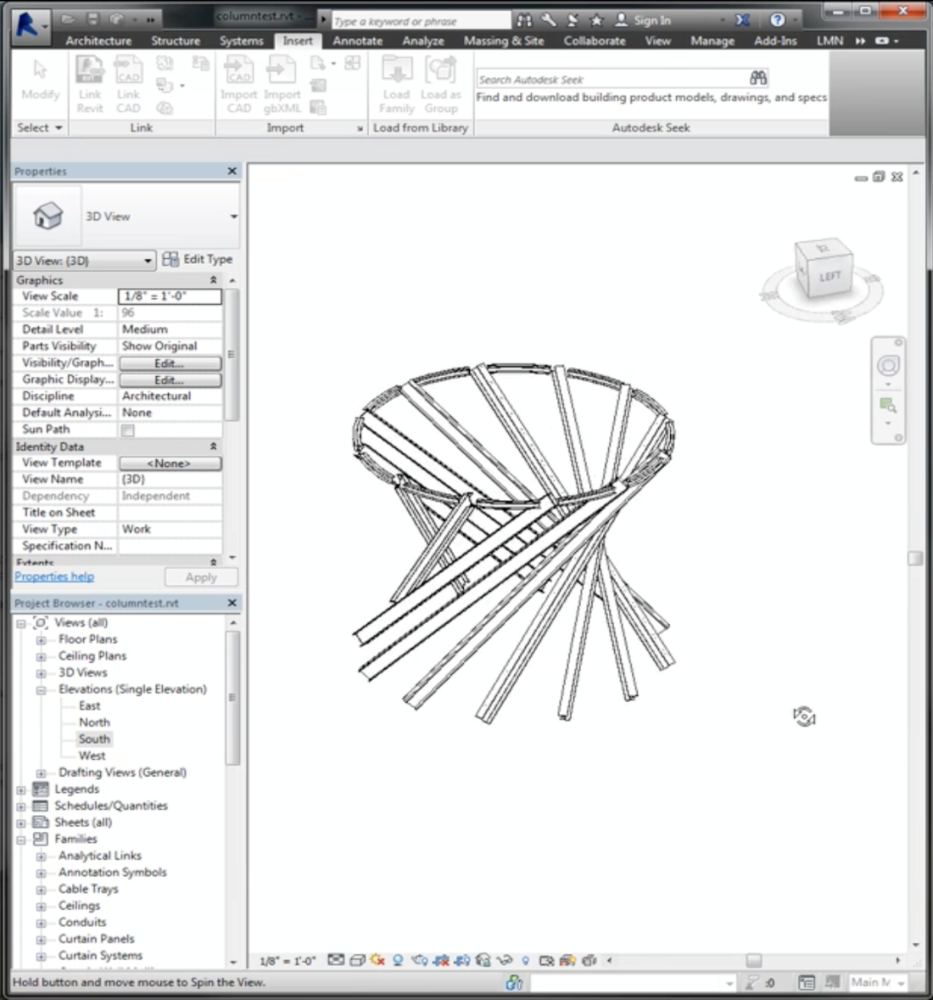 columntest.rvt - ...
Type a keyword or phrase
Sign In
Architecture Structure Systems Insert Annotate Analyze Massing & Site Collaborate View Manage Add-Ins LMN
Modify
Link Revit
Link CAD
Import CAD
Import gbXML
Load Family
Load as Group
Search Autodesk Seek
Find and download building product models, drawings, and specs
Select Link Import Load from Library Autodesk Seek
Properties
3D View
3D View: {3D} Edit Type
Graphics
View Scale 1/8" = 1'-0"
Scale Value 1: 96
Detail Level Medium
Parts Visibility Show Original
Visibility/Graph... Edit...
Graphic Display... Edit...
Discipline Architectural
Default Analysi... None
Sun Path
Identity Data
View Template <None>
View Name {3D}
Dependency Independent
Title on Sheet
View Type Work
Specification N...
Extents
Properties help Apply
LEFT
Project Browser - columntest.rvt
Views (all)
Floor Plans
Ceiling Plans
3D Views
Elevations (Single Elevation)
East
North
South
West
Drafting Views (General)
Legends
Schedules/Quantities
Sheets (all)
Families
Analytical Links
Annotation Symbols
Cable Trays
Ceilings
Conduits
Curtain Panels
Curtain Systems
1/8" = 1'-0"
Hold button and move mouse to Spin the View.
:0
Main M